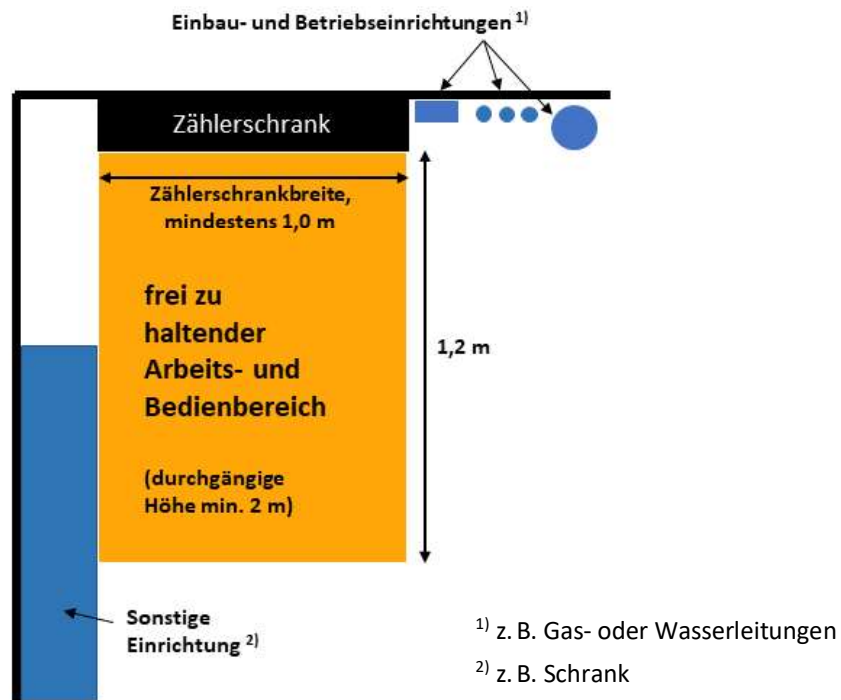 Einbau- und Betriebseinrichtungen 1)
Zählerschrank
Zählerschrankbreite,
mindestens 1,0 m
frei zu
haltender
Arbeits- und
Bedienbereich
1,2 m
(durchgängige
Höhe min. 2 m)
Sonstige
Einrichtung 2)
1) z. B. Gas- oder Wasserleitungen
2) z. B. Schrank